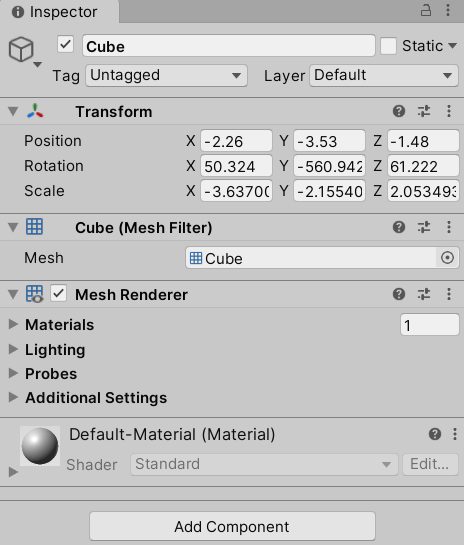 Inspector
Cube Static
Tag Untagged Layer Default
Transform
Position X -2.26 Y -3.53 Z -1.48
Rotation X 50.324 Y -560.942 Z 61.222
Scale X -3.6370 Y -2.15540 Z 2.053493
Cube (Mesh Filter)
Mesh Cube
Mesh Renderer
Materials 1
Lighting
Probes
Additional Settings
Default-Material (Material)
Shader Standard Edit...
Add Component